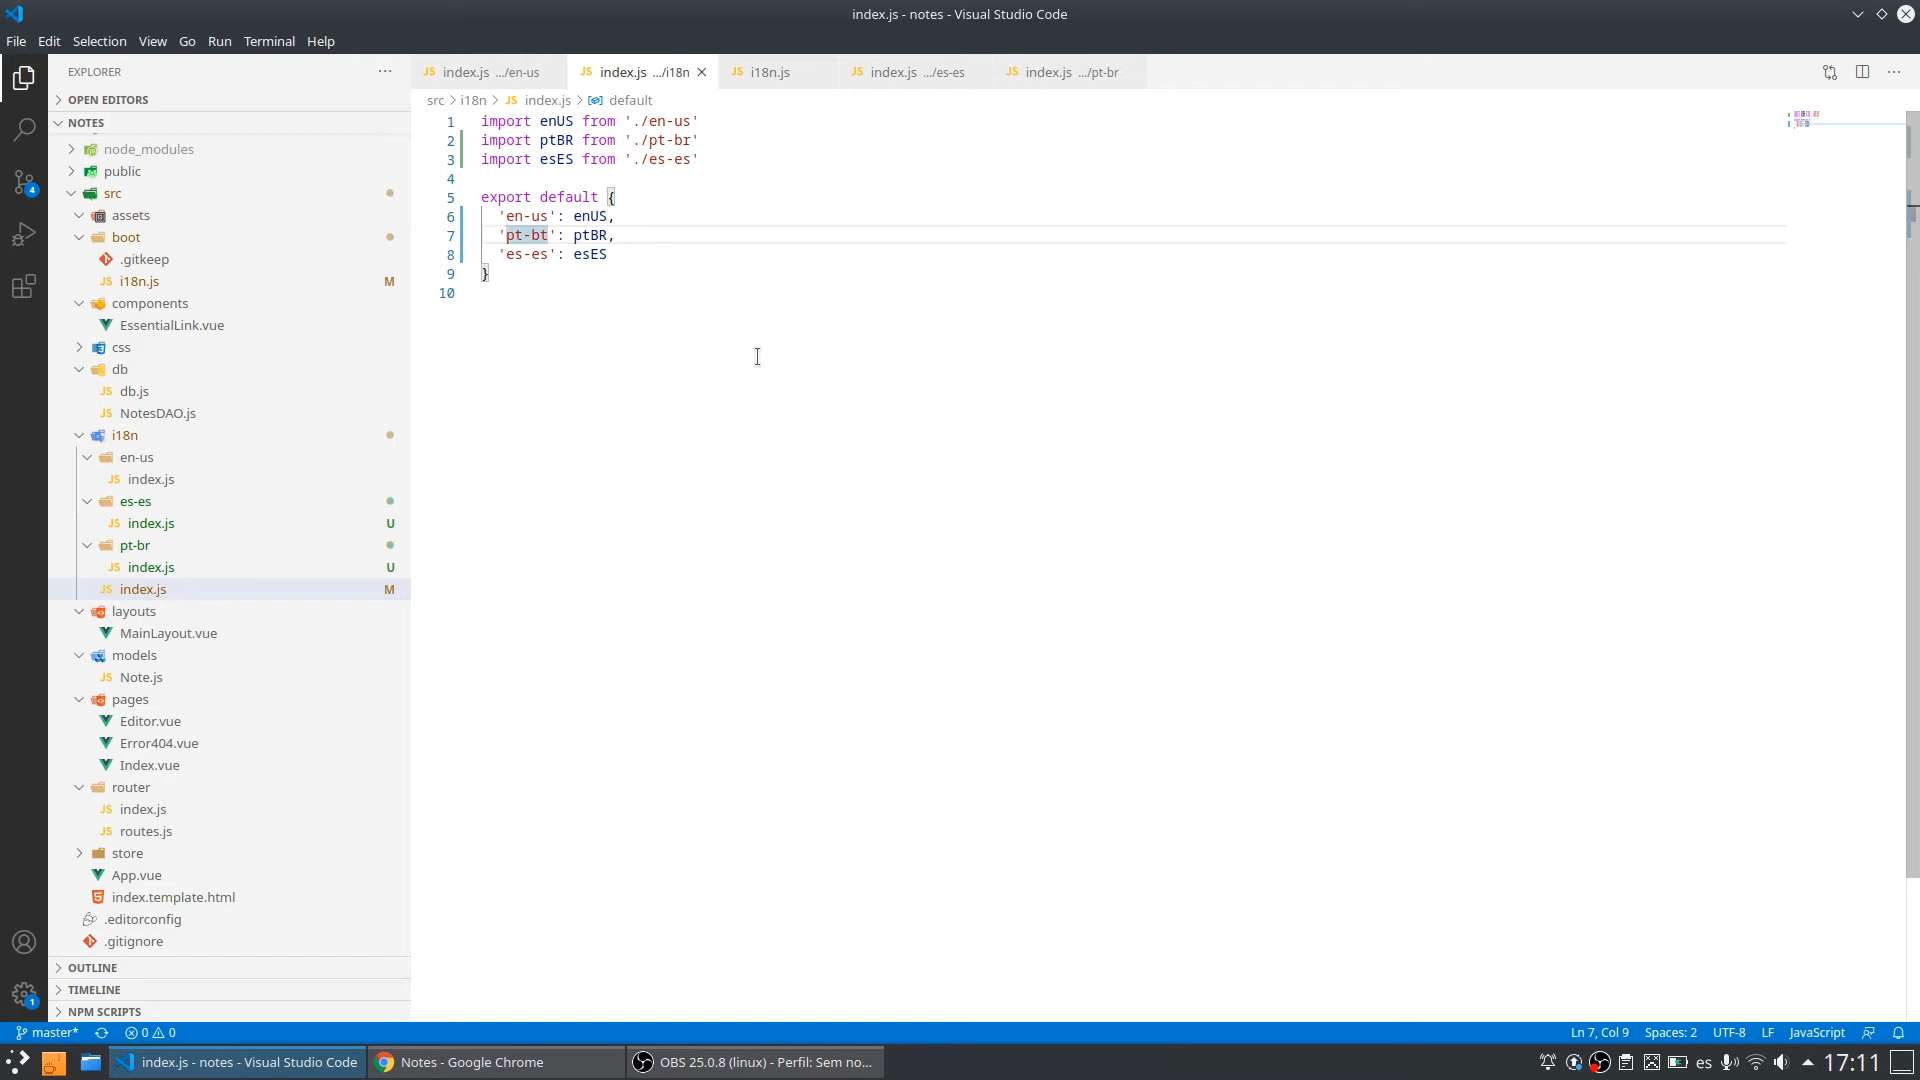 index.js - notes - Visual Studio Code
File Edit Selection View Go Run Terminal Help
EXPLORER
OPEN EDITORS
NOTES
node_modules
public
src
assets
boot
.gitkeep
i18n.js M
components
EssentialLink.vue
css
db
db.js
NotesDAO.js
i18n
en-us
index.js
es-es
index.js U
pt-br
index.js U
index.js M
layouts
MainLayout.vue
models
Note.js
pages
Editor.vue
Error404.vue
Index.vue
router
index.js
routes.js
store
App.vue
index.template.html
.editorconfig
.gitignore
OUTLINE
TIMELINE
NPM SCRIPTS
4
1
JS index.js .../en-us JS index.js .../i18n JS i18n.js JS index.js .../es-es JS index.js .../pt-br
src > i18n > JS index.js > default
1 import enUS from './en-us'
2 import ptBR from './pt-br'
3 import esES from './es-es'
4
5 export default {
6 'en-us': enUS,
7 'pt-bt': ptBR,
8 'es-es': esES
9 }
10
master* 0 0 Ln 7, Col 9 Spaces: 2 UTF-8 LF JavaScript
index.js - notes - Visual Studio Code Notes - Google Chrome OBS 25.0.8 (linux) - Perfil: Sem no... es 17:11